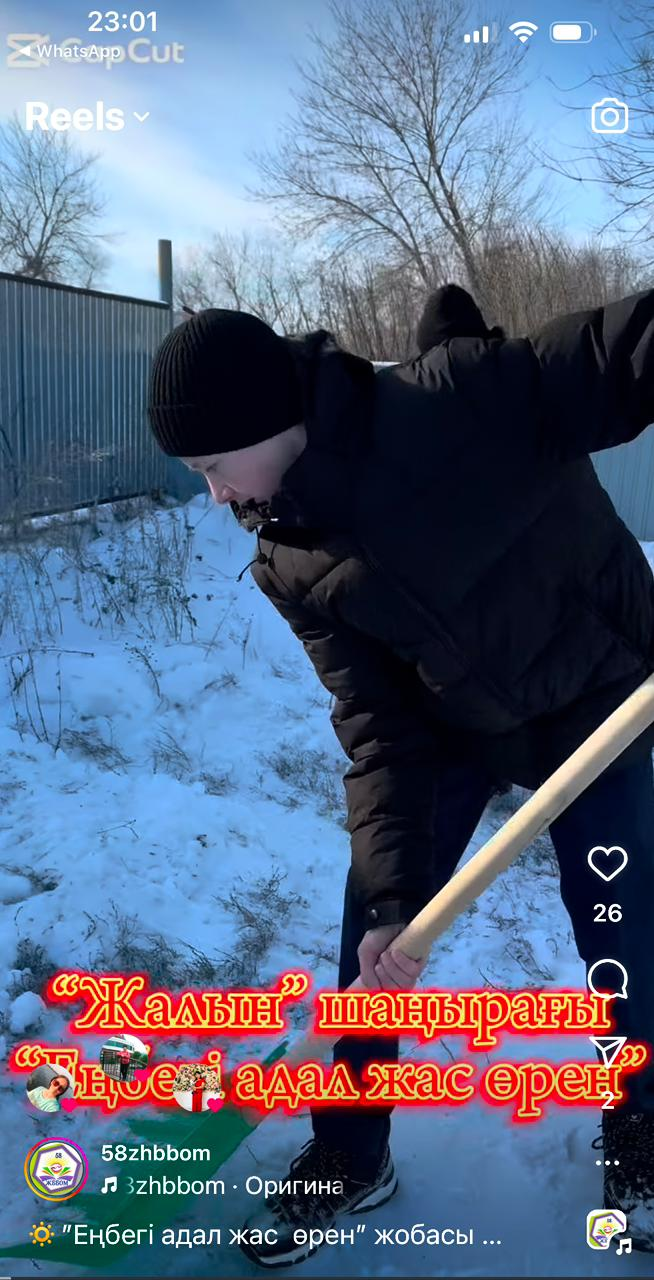 23:01
WhatsApp
CapCut
Reels
26
“Жалын” шаңырағы
“Еңбегі адал жас өрен”
2
58zhbbom
3zhbbom · Оригина
"Еңбегі адал жас өрен" жобасы ...